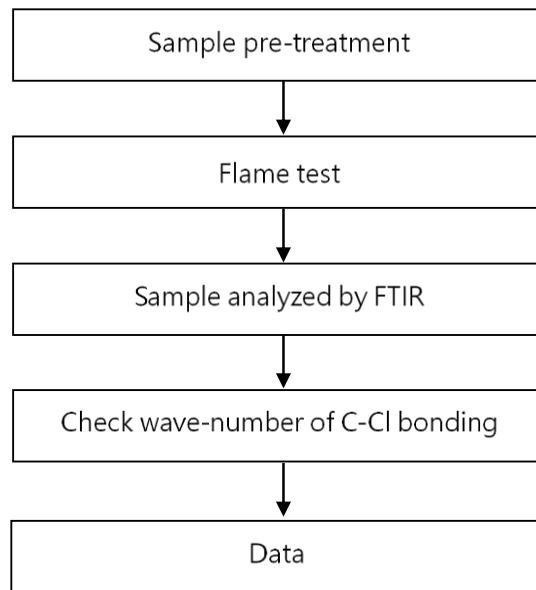 Sample pre-treatment
Flame test
Sample analyzed by FTIR
Check wave-number of C-Cl bonding
Data